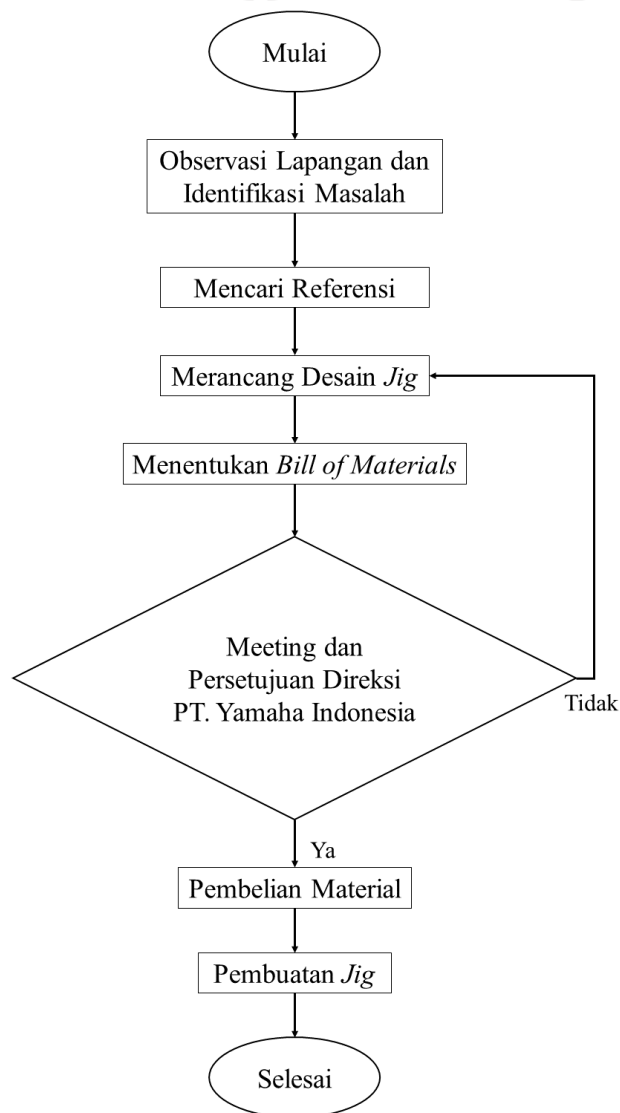 Mulai
Observasi Lapangan dan
Identifikasi Masalah
Mencari Referensi
Merancang Desain Jig
Menentukan Bill of Materials
Meeting dan
Persetujuan Direksi
PT. Yamaha Indonesia
Tidak
Ya
Pembelian Material
Pembuatan Jig
Selesai